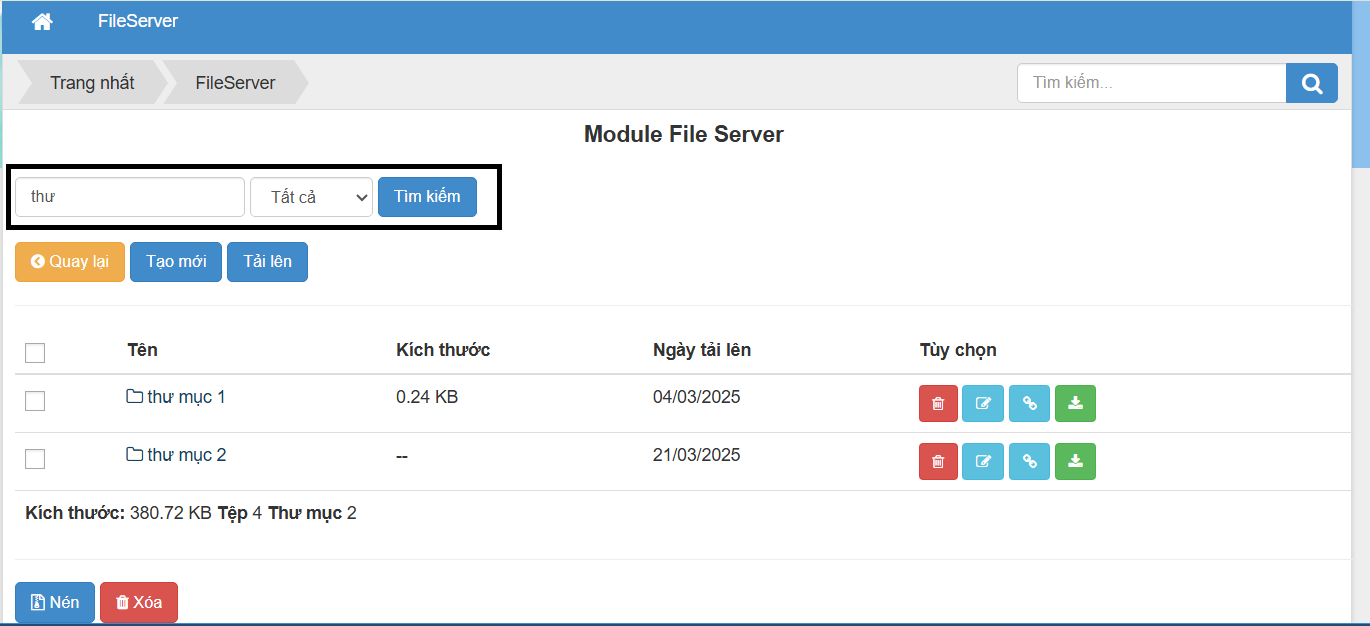 FileServer
Trang nhất FileServer Tìm kiếm...
Module File Server
thư Tất cả Tìm kiếm
Quay lại Tạo mới Tải lên
Tên Kích thước Ngày tải lên Tùy chọn
thư mục 1 0.24 KB 04/03/2025
thư mục 2 -- 21/03/2025
Kích thước: 380.72 KB Tệp 4 Thư mục 2
Nén Xóa